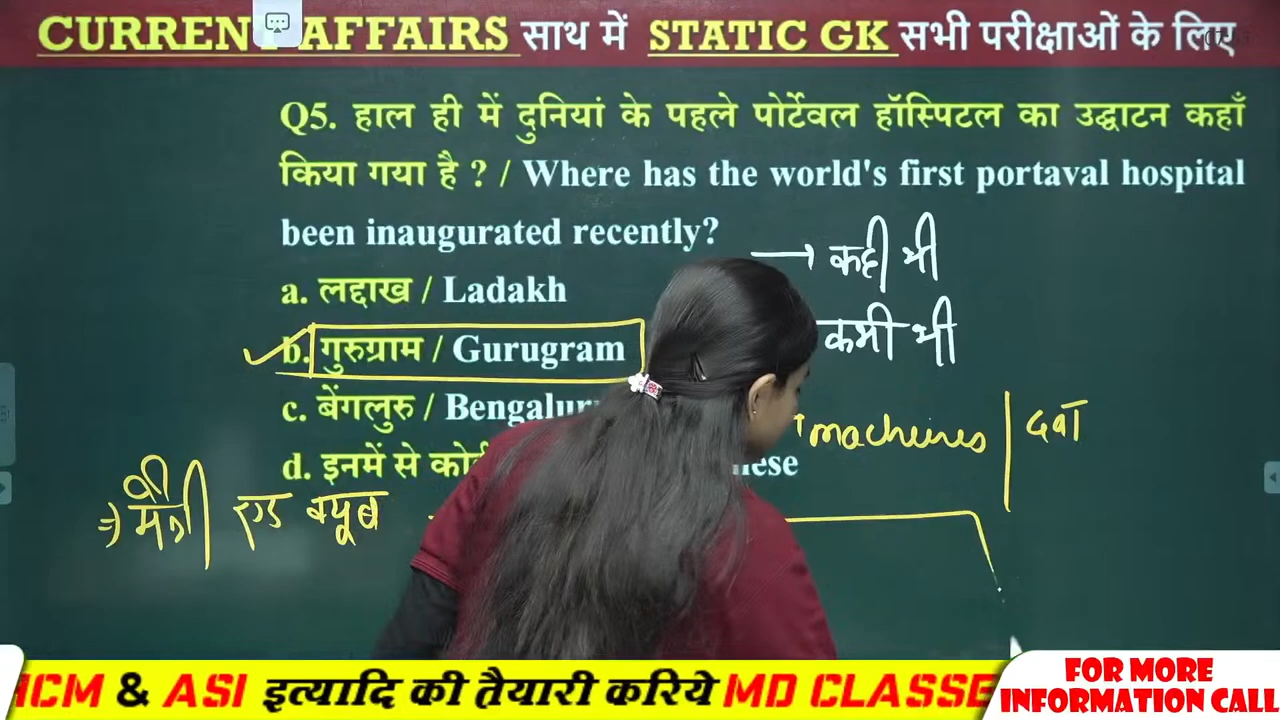 CURREN AFFAIRS साथ में STATIC GK सभी परीक्षाओं के लिए
Q5. हाल ही में दुनियां के पहले पोर्टेवल हॉस्पिटल का उद्घाटन कहाँ
किया गया है ? / Where has the world's first portaval hospital
been inaugurated recently?
→ कही भी
a. लद्दाख / Ladakh
कभी भी
b. गुरुग्राम / Gurugram
c. बेंगलुरु / Bengalur
machines | दवा
d. इनमें से को hese
CM & ASI इत्यादि की तैयारी करिये MD CLASSE
FOR MORE
INFORMATION CALL